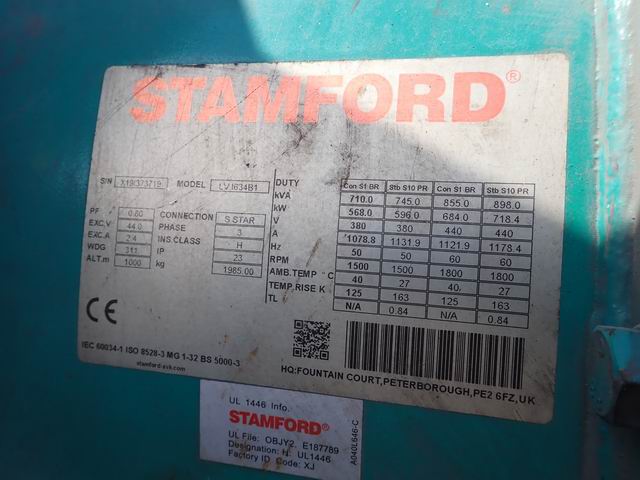 STAMFORD®
S/N X19I373719 MODEL LVI634B1
PF 0.80 CONNECTION S.STAR
EXC.V 44.0 PHASE 3
EXC.A 2.4 INS.CLASS H
WDG 311 IP 23
ALT.m 1000 kg 1985.00
DUTY Con S1 BR Stb S10 PR Con S1 BR Stb S10 PR
kVA 710.0 745.0 855.0 898.0
kW 568.0 596.0 684.0 718.4
V 380 380 440 440
A 1078.8 1131.9 1121.9 1178.4
Hz 50 50 60 60
RPM 1500 1500 1800 1800
AMB.TEMP °C 40 27 40 27
TEMP.RISE K 125 163 125 163
TL N/A 0.84 N/A 0.84
CE
IEC 60034-1 ISO 8528-3 MG 1-32 BS 5000-3
stamford-avk.com
HQ:FOUNTAIN COURT,PETERBOROUGH,PE2 6FZ,UK
UL 1446 Info.
STAMFORD®
UL File: OBJY2. E187789
Designation: H: UL1446
Factory ID Code: XJ
A040L646-C